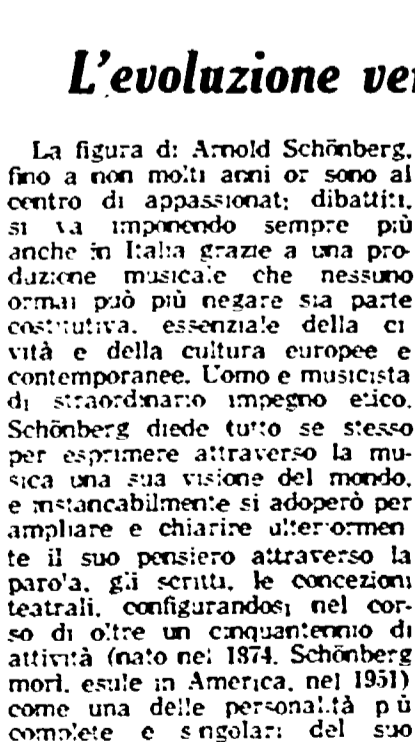 L'evoluzione ve
La figura di Arnold Schönberg,
fino a non molti anni or sono al
centro di appassionati dibattiti,
si va imponendo sempre più
anche in Italia grazie a una pro-
duzione musicale che nessuno
ormai può più negare sia parte
costitutiva, essenziale della ci
viltà e della cultura europee e
contemporanee. Uomo e musicista
di straordinario impegno etico,
Schönberg diede tutto se stesso
per esprimere attraverso la mu-
sica una sua visione del mondo,
e instancabilmente si adoperò per
ampliare e chiarire ulteriormen
te il suo pensiero attraverso la
parola, gli scritti, le concezioni
teatrali, configurandosi nel cor-
so di oltre un cinquantennio di
attività (nato nel 1874, Schönberg
morì, esule in America, nel 1951)
come una delle personalità più
complete e singolari del suo